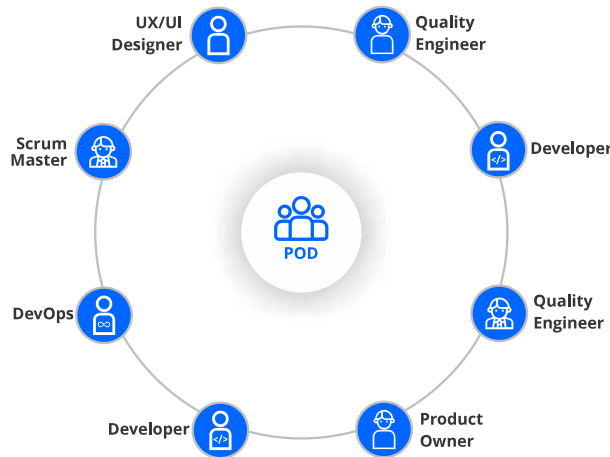 UX/UI
Designer
Quality
Engineer
Scrum
Master
</>
Developer
POD
DevOps
Quality
Engineer
Developer
</>
Product
Owner